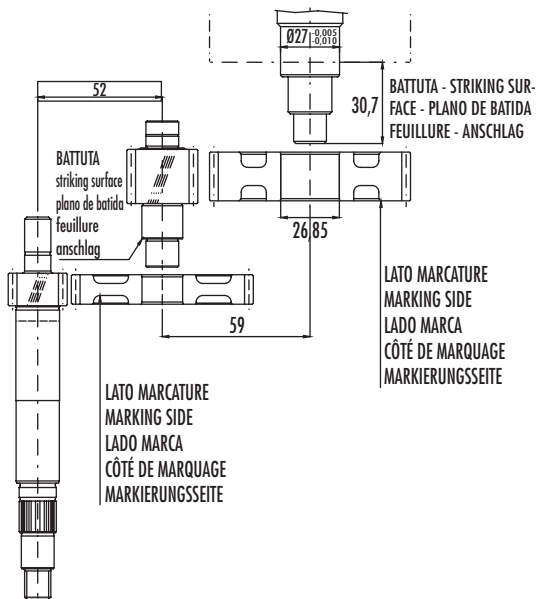 Ø27 -0,005
-0,010
52
30,7
BATTUTA - STRIKING SUR-
FACE - PLANO DE BATIDA
FEUILLURE - ANSCHLAG
BATTUTA
striking surface
plano de batida
feuillure
anschlag
26,85
59
LATO MARCATURE
MARKING SIDE
LADO MARCA
CÔTÉ DE MARQUAGE
MARKIERUNGSSEITE
LATO MARCATURE
MARKING SIDE
LADO MARCA
CÔTÉ DE MARQUAGE
MARKIERUNGSSEITE